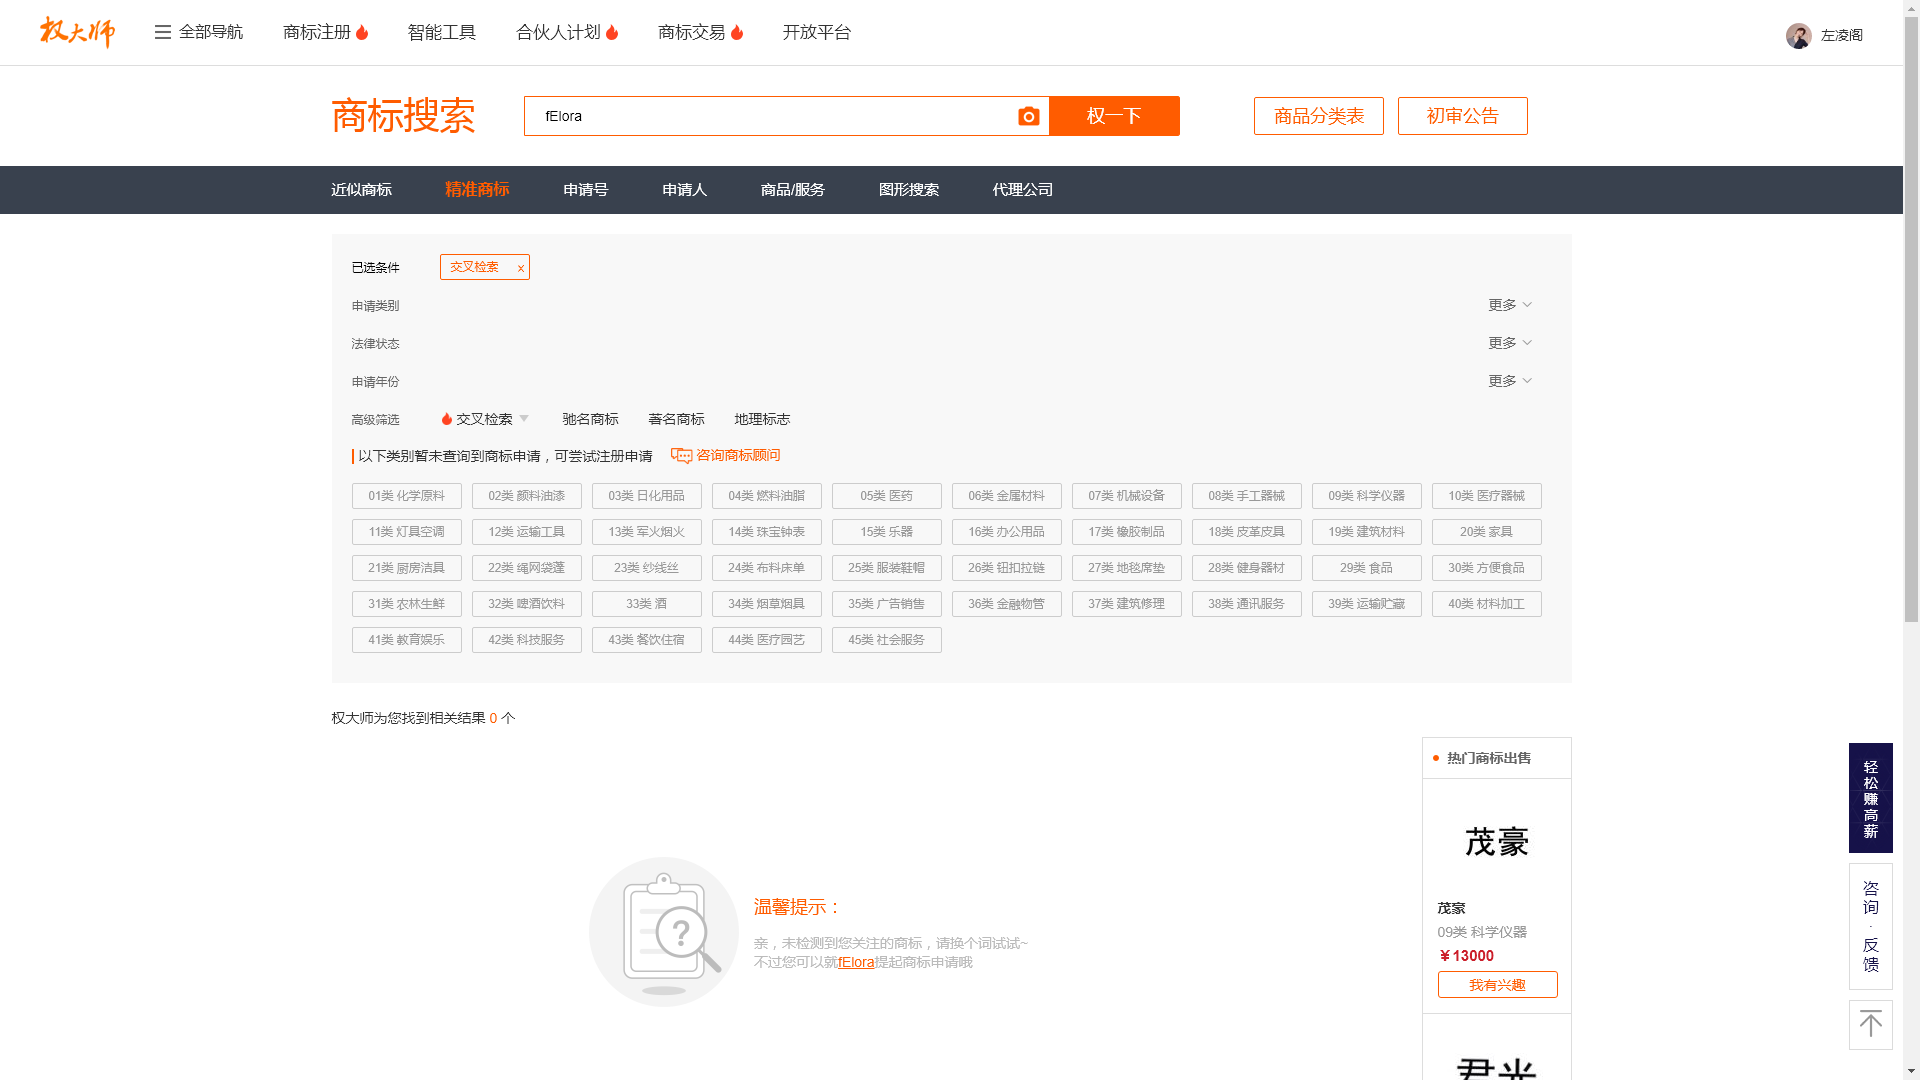 权大师 全部导航 商标注册 智能工具 合伙人计划 商标交易 开放平台 左凌阁
商标搜索 fElora 权一下 商品分类表 初审公告
近似商标 精准商标 申请号 申请人 商品/服务 图形搜索 代理公司
已选条件 交叉检索 x
申请类别 更多
法律状态 更多
申请年份 更多
高级筛选 交叉检索 驰名商标 著名商标 地理标志
以下类别暂未查询到商标申请，可尝试注册申请 咨询商标顾问
01类 化学原料 02类 颜料油漆 03类 日化用品 04类 燃料油脂 05类 医药 06类 金属材料 07类 机械设备 08类 手工器械 09类 科学仪器 10类 医疗器械
11类 灯具空调 12类 运输工具 13类 军火烟火 14类 珠宝钟表 15类 乐器 16类 办公用品 17类 橡胶制品 18类 皮革皮具 19类 建筑材料 20类 家具
21类 厨房洁具 22类 绳网袋蓬 23类 纱线丝 24类 布料床单 25类 服装鞋帽 26类 钮扣拉链 27类 地毯席垫 28类 健身器材 29类 食品 30类 方便食品
31类 农林生鲜 32类 啤酒饮料 33类 酒 34类 烟草烟具 35类 广告销售 36类 金融物管 37类 建筑修理 38类 通讯服务 39类 运输贮藏 40类 材料加工
41类 教育娱乐 42类 科技服务 43类 餐饮住宿 44类 医疗园艺 45类 社会服务
权大师为您找到相关结果 0 个
热门商标出售
茂豪
茂豪
09类 科学仪器
￥13000
我有兴趣
君光
温馨提示：
亲，未检测到您关注的商标，请换个词试试~
不过您可以就fElora提起商标申请哦
轻松赚高薪
咨询·反馈